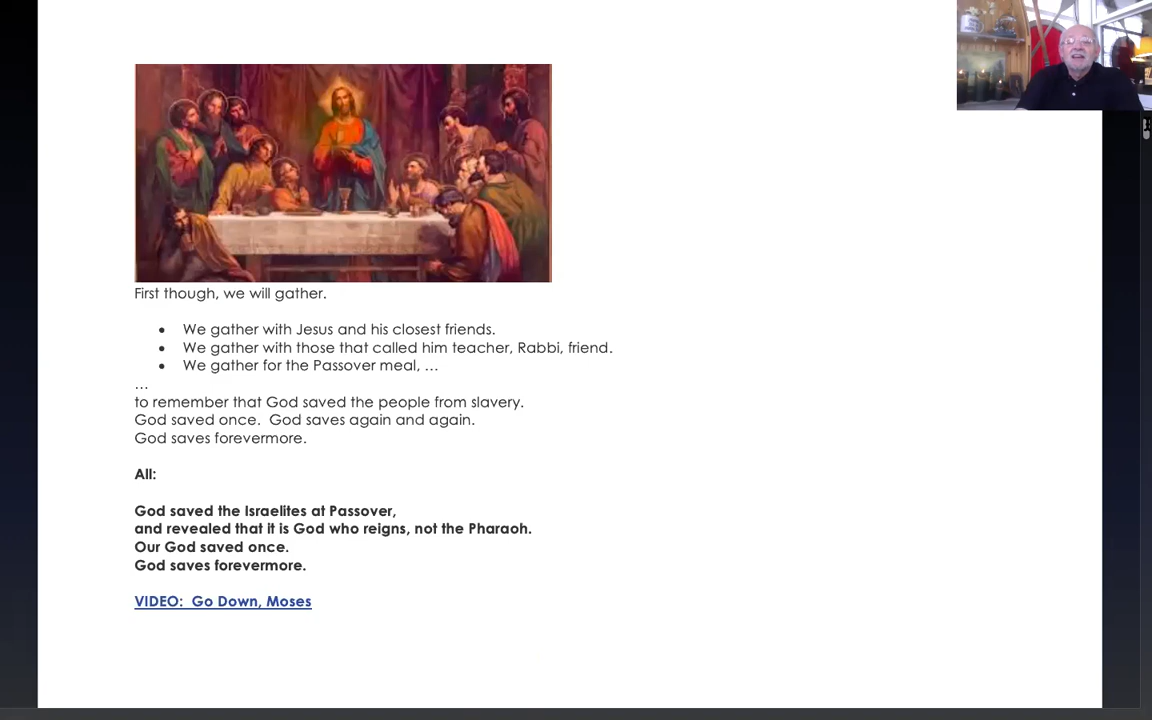 First though, we will gather.
• We gather with Jesus and his closest friends.
• We gather with those that called him teacher, Rabbi, friend.
• We gather for the Passover meal, …
…
to remember that God saved the people from slavery.
God saved once.  God saves again and again.
God saves forevermore.
All:
God saved the Israelites at Passover,
and revealed that it is God who reigns, not the Pharaoh.
Our God saved once.
God saves forevermore.
VIDEO:  Go Down, Moses